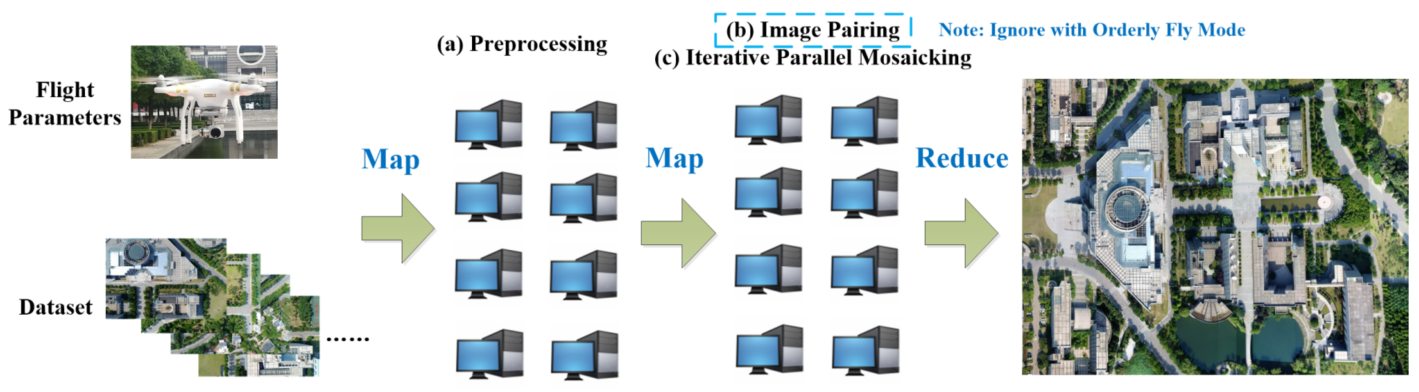 Flight
Parameters
Dataset
......
Map
(a) Preprocessing
Map
(b) Image Pairing
Note: Ignore with Orderly Fly Mode
(c) Iterative Parallel Mosaicking
Reduce